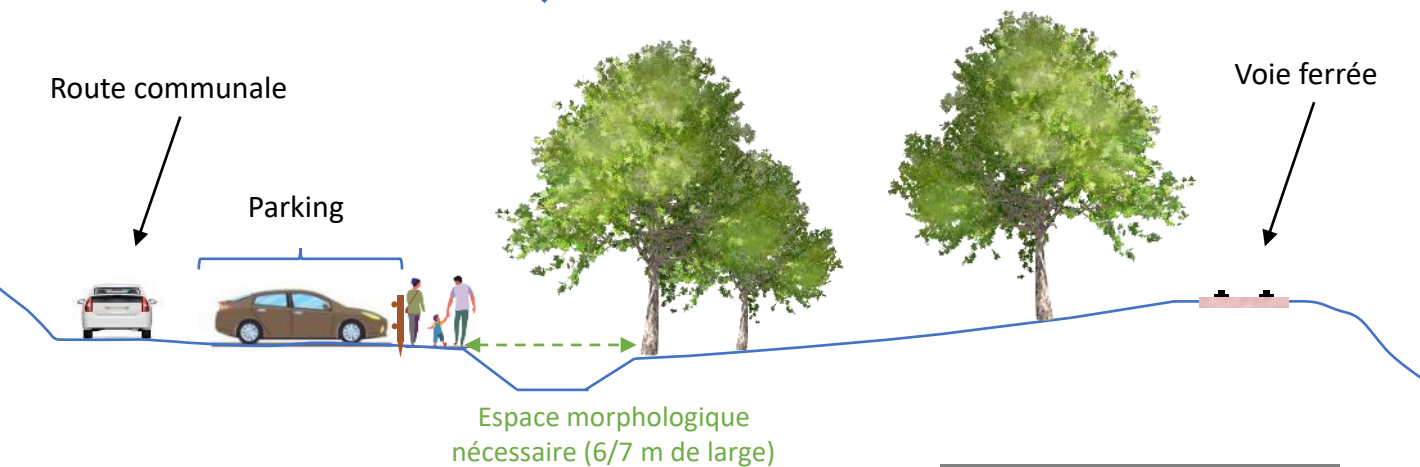 Route communale
Voie ferrée
Parking
Espace morphologique
nécessaire (6/7 m de large)